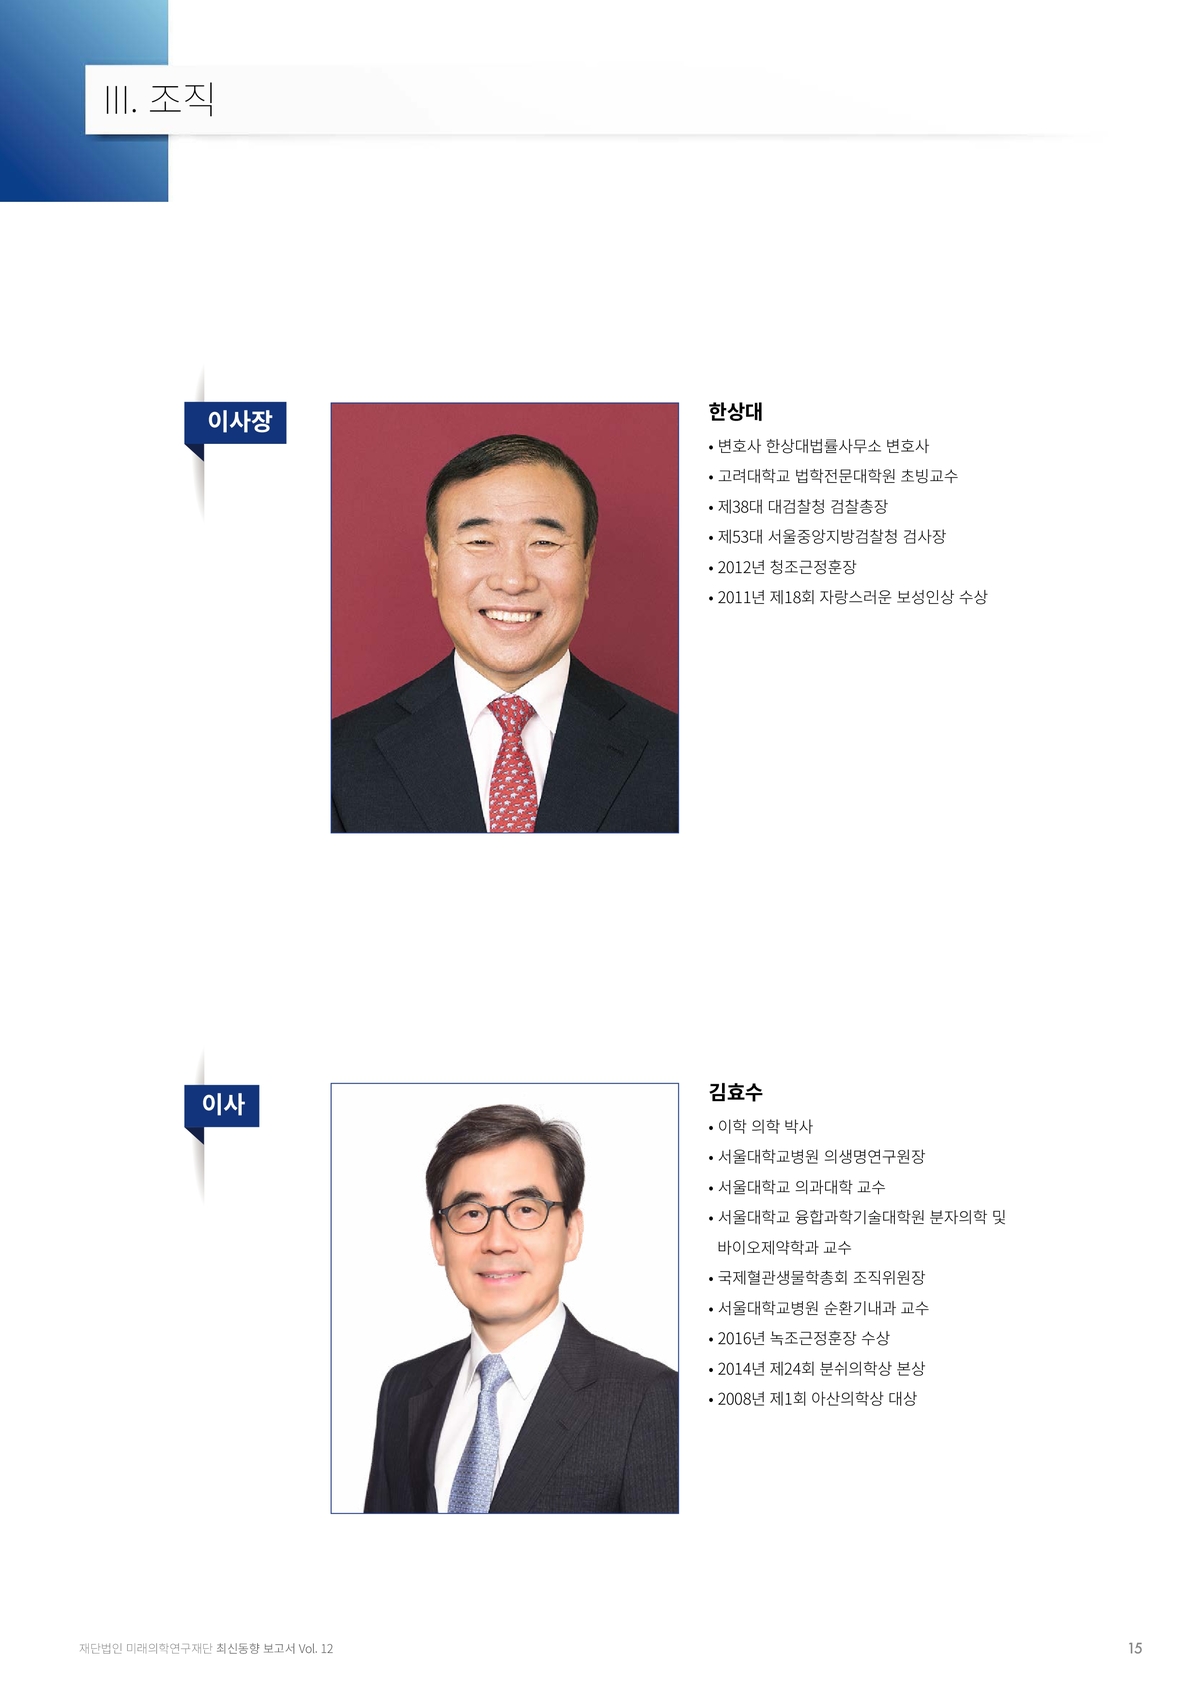 III. 조직
이사장
한상대
• 변호사 한상대법률사무소 변호사
• 고려대학교 법학전문대학원 초빙교수
• 제38대 대검찰청 검찰총장
• 제53대 서울중앙지방검찰청 검사장
• 2012년 청조근정훈장
• 2011년 제18회 자랑스러운 보성인상 수상
이사
김효수
• 이학 의학 박사
• 서울대학교병원 의생명연구원장
• 서울대학교 의과대학 교수
• 서울대학교 융합과학기술대학원 분자의학 및
바이오제약학과 교수
• 국제혈관생물학총회 조직위원장
• 서울대학교병원 순환기내과 교수
• 2016년 녹조근정훈장 수상
• 2014년 제24회 분쉬의학상 본상
• 2008년 제1회 아산의학상 대상
재단법인 미래의학연구재단 최신동향 보고서 Vol. 12
15